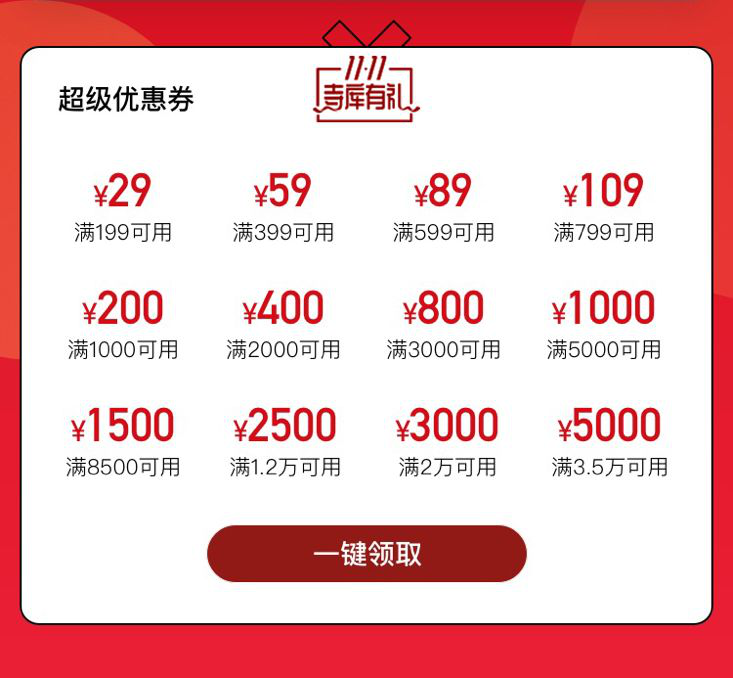 11·11
寺库有礼
超级优惠券
¥29 ¥59 ¥89 ¥109
满199可用 满399可用 满599可用 满799可用
¥200 ¥400 ¥800 ¥1000
满1000可用 满2000可用 满3000可用 满5000可用
¥1500 ¥2500 ¥3000 ¥5000
满8500可用 满1.2万可用 满2万可用 满3.5万可用
一键领取